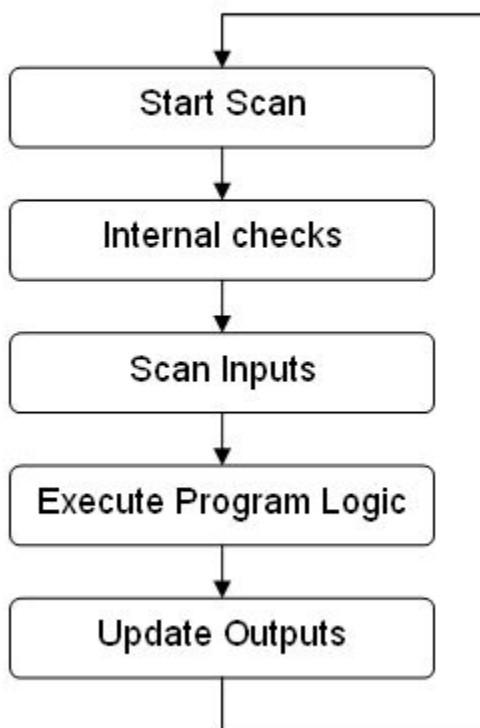 Start Scan
Internal checks
Scan Inputs
Execute Program Logic
Update Outputs